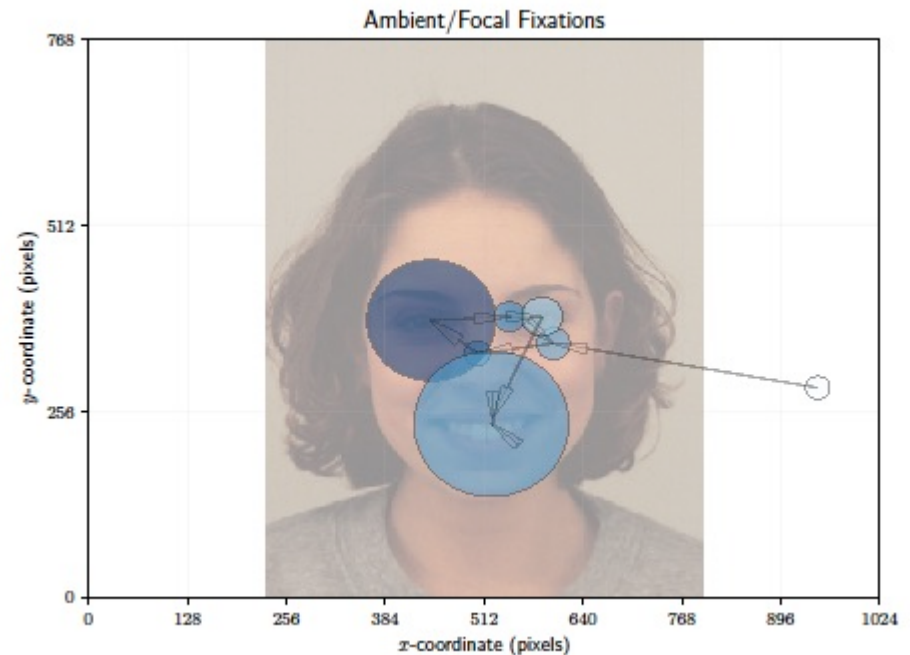 Ambient/Focal Fixations
768
512
256
0
y-coordinate (pixels)
0 128 256 384 512 640 768 896 1024
x-coordinate (pixels)